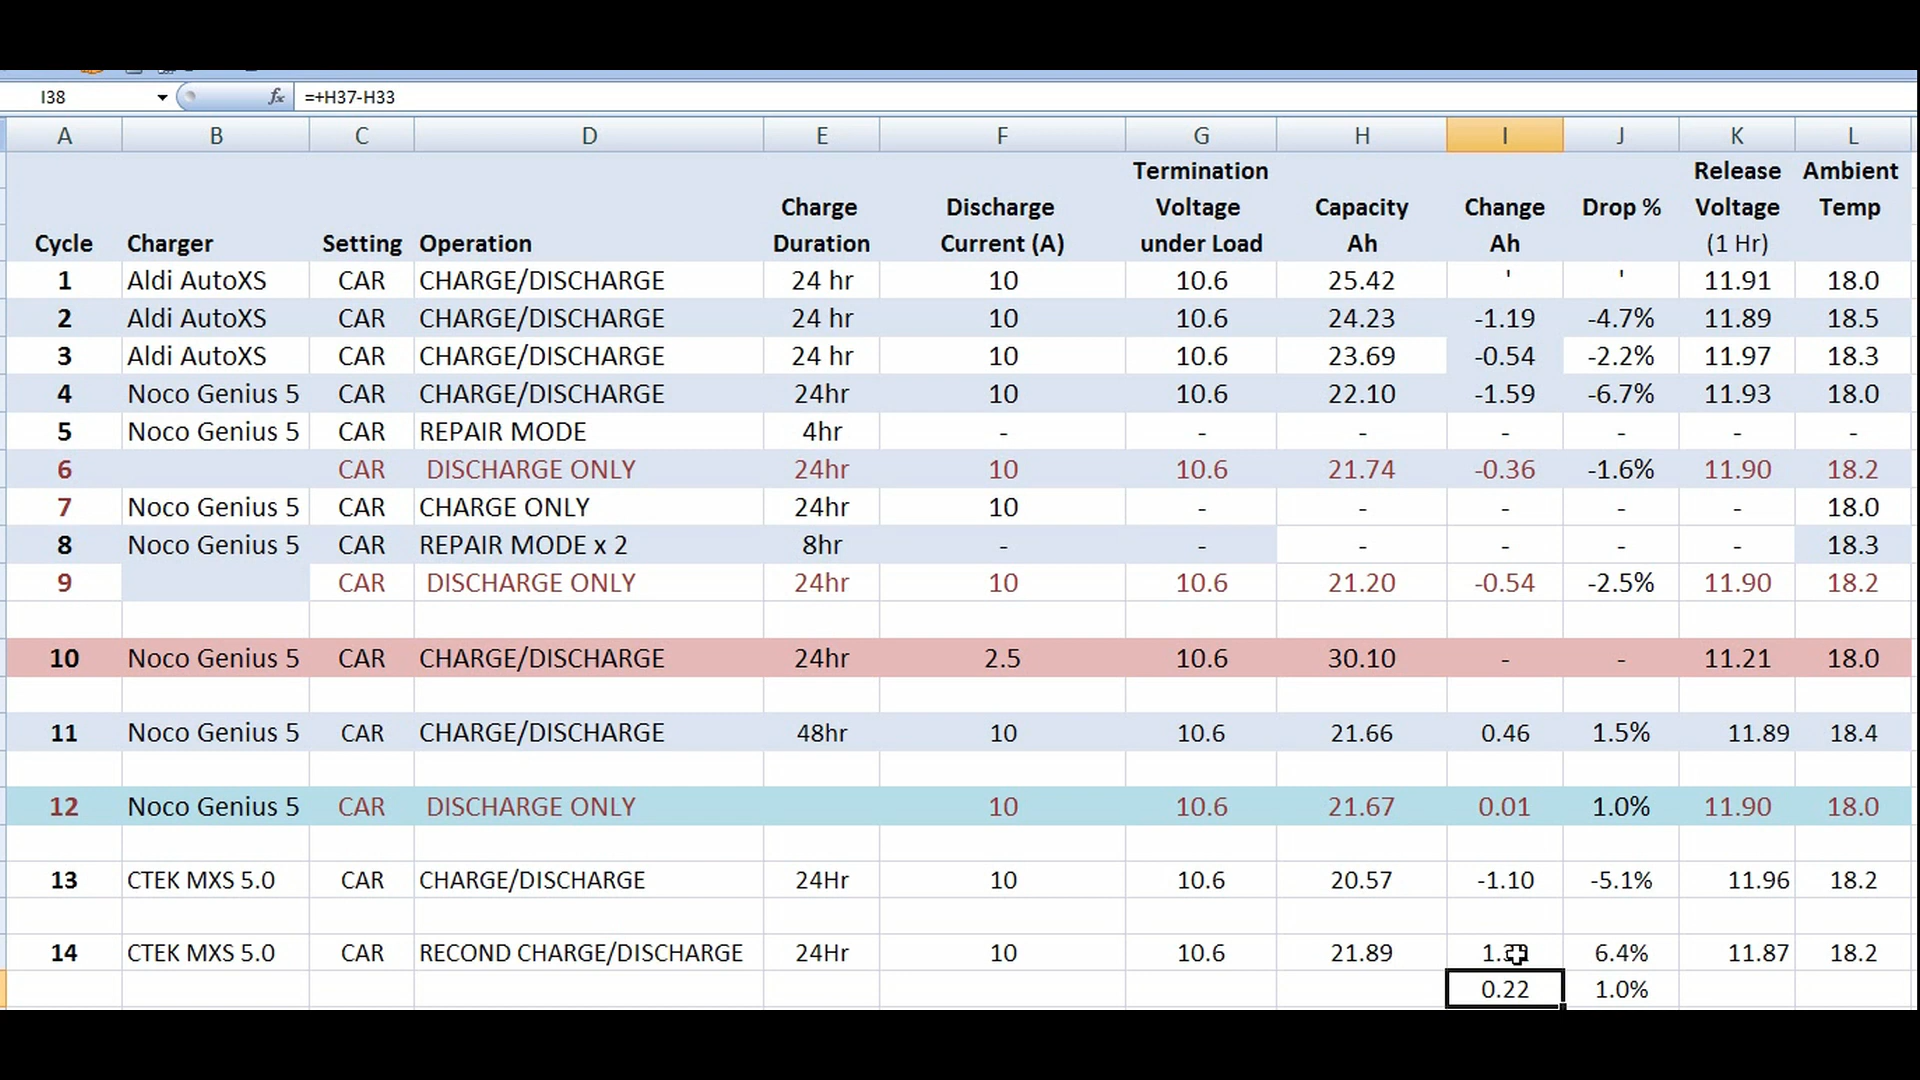 I38 fx =+H37-H33
A B C D E F G H I J K L
Termination Release Ambient
Charge Discharge Voltage Capacity Change Drop % Voltage Temp
Cycle Charger Setting Operation Duration Current (A) under Load Ah Ah (1 Hr)
1 Aldi AutoXS CAR CHARGE/DISCHARGE 24 hr 10 10.6 25.42 ' ' 11.91 18.0
2 Aldi AutoXS CAR CHARGE/DISCHARGE 24 hr 10 10.6 24.23 -1.19 -4.7% 11.89 18.5
3 Aldi AutoXS CAR CHARGE/DISCHARGE 24 hr 10 10.6 23.69 -0.54 -2.2% 11.97 18.3
4 Noco Genius 5 CAR CHARGE/DISCHARGE 24hr 10 10.6 22.10 -1.59 -6.7% 11.93 18.0
5 Noco Genius 5 CAR REPAIR MODE 4hr - - - - - - -
6 CAR DISCHARGE ONLY 24hr 10 10.6 21.74 -0.36 -1.6% 11.90 18.2
7 Noco Genius 5 CAR CHARGE ONLY 24hr 10 - - - - - 18.0
8 Noco Genius 5 CAR REPAIR MODE x 2 8hr - - - - - - 18.3
9 CAR DISCHARGE ONLY 24hr 10 10.6 21.20 -0.54 -2.5% 11.90 18.2
10 Noco Genius 5 CAR CHARGE/DISCHARGE 24hr 2.5 10.6 30.10 - - 11.21 18.0
11 Noco Genius 5 CAR CHARGE/DISCHARGE 48hr 10 10.6 21.66 0.46 1.5% 11.89 18.4
12 Noco Genius 5 CAR DISCHARGE ONLY 10 10.6 21.67 0.01 1.0% 11.90 18.0
13 CTEK MXS 5.0 CAR CHARGE/DISCHARGE 24Hr 10 10.6 20.57 -1.10 -5.1% 11.96 18.2
14 CTEK MXS 5.0 CAR RECOND CHARGE/DISCHARGE 24Hr 10 10.6 21.89 6.4% 11.87 18.2
0.22 1.0%